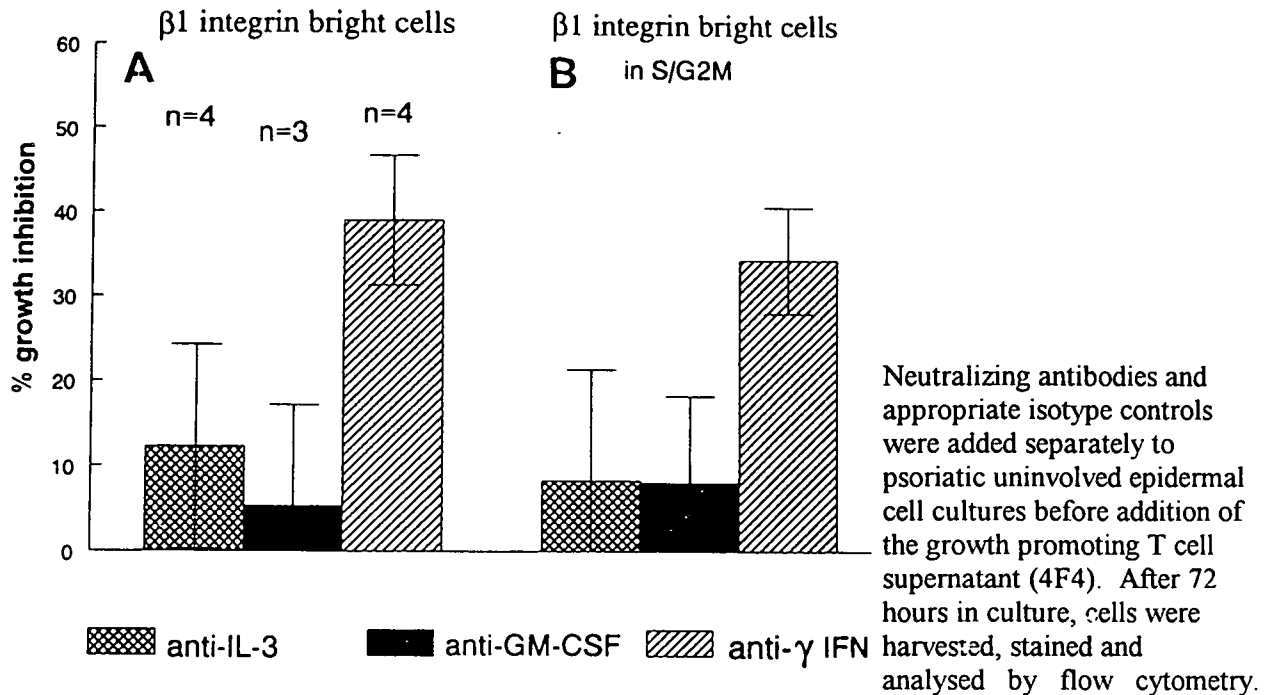 β1 integrin bright cells
β1 integrin bright cells
A
B
in S/G2M
60
50
40
30
20
10
0
% growth inhibition
n=4
n=3
n=4
anti-IL-3
anti-GM-CSF
anti-γ IFN
Neutralizing antibodies and
appropriate isotype controls
were added separately to
psoriatic uninvolved epidermal
cell cultures before addition of
the growth promoting T cell
supernatant (4F4). After 72
hours in culture, cells were
harvested, stained and
analysed by flow cytometry.